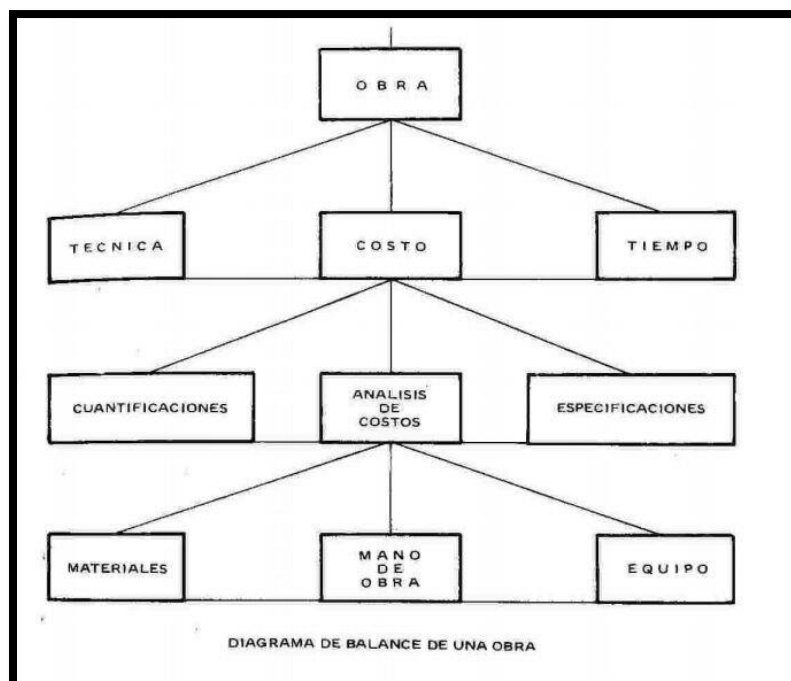 OBRA
TECNICA
COSTO
TIEMPO
CUANTIFICACIONES
ANALISIS
DE
COSTOS
ESPECIFICACIONES
MATERIALES
MANO
DE
OBRA
EQUIPO
DIAGRAMA DE BALANCE DE UNA OBRA